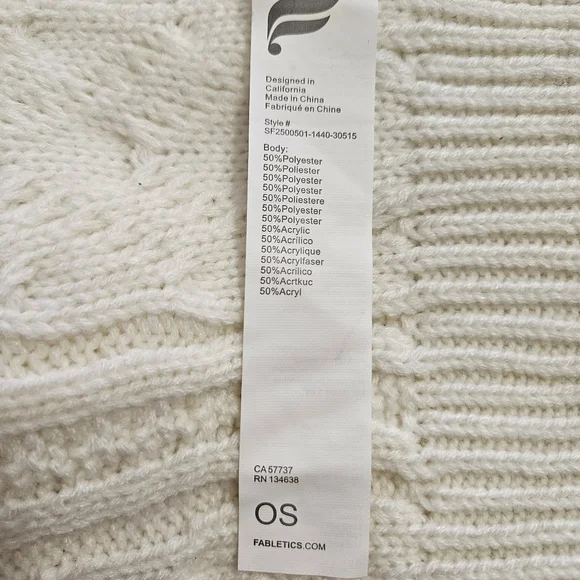 Designed in
California
Made in China
Fabriqué en Chine
Style #
SF2500501-1440-30515
Body:
50%Polyester
50%Poliester
50%Polyester
50%Polyester
50%Poliestere
50%Polyester
50%Polyester
50%Acrylic
50%Acrílico
50%Acrylique
50%Acrylfaser
50%Acrilico
50%Acrtkuc
50%Acryl
CA 57737
RN 134638
OS
FABLETICS.COM